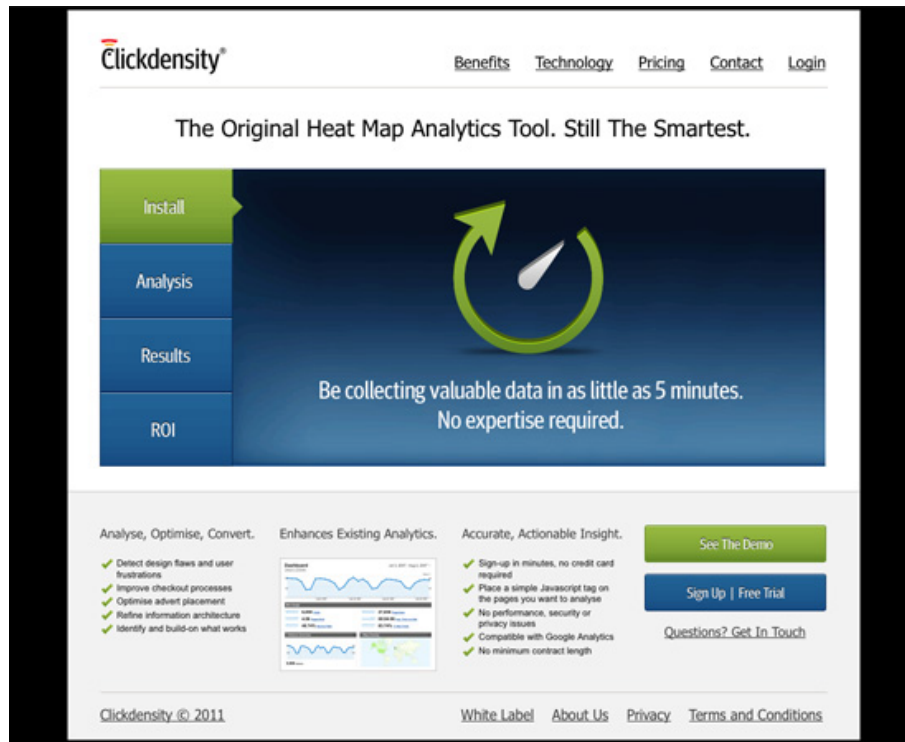 Clickdensity®
Benefits Technology Pricing Contact Login
The Original Heat Map Analytics Tool. Still The Smartest.
Install
Analysis
Results
ROI
Be collecting valuable data in as little as 5 minutes.
No expertise required.
Analyse, Optimise, Convert.
Detect design flaws and user
frustrations
Improve checkout processes
Optimise advert placement
Refine information architecture
Identify and build-on what works
Enhances Existing Analytics.
Dashboard
Accurate, Actionable Insight.
Sign-up in minutes, no credit card
required
Place a simple Javascript tag on
the pages you want to analyse
No performance, security or
privacy issues
Compatible with Google Analytics
No minimum contract length
See The Demo
Sign Up | Free Trial
Questions? Get In Touch
Clickdensity © 2011
White Label About Us Privacy Terms and Conditions